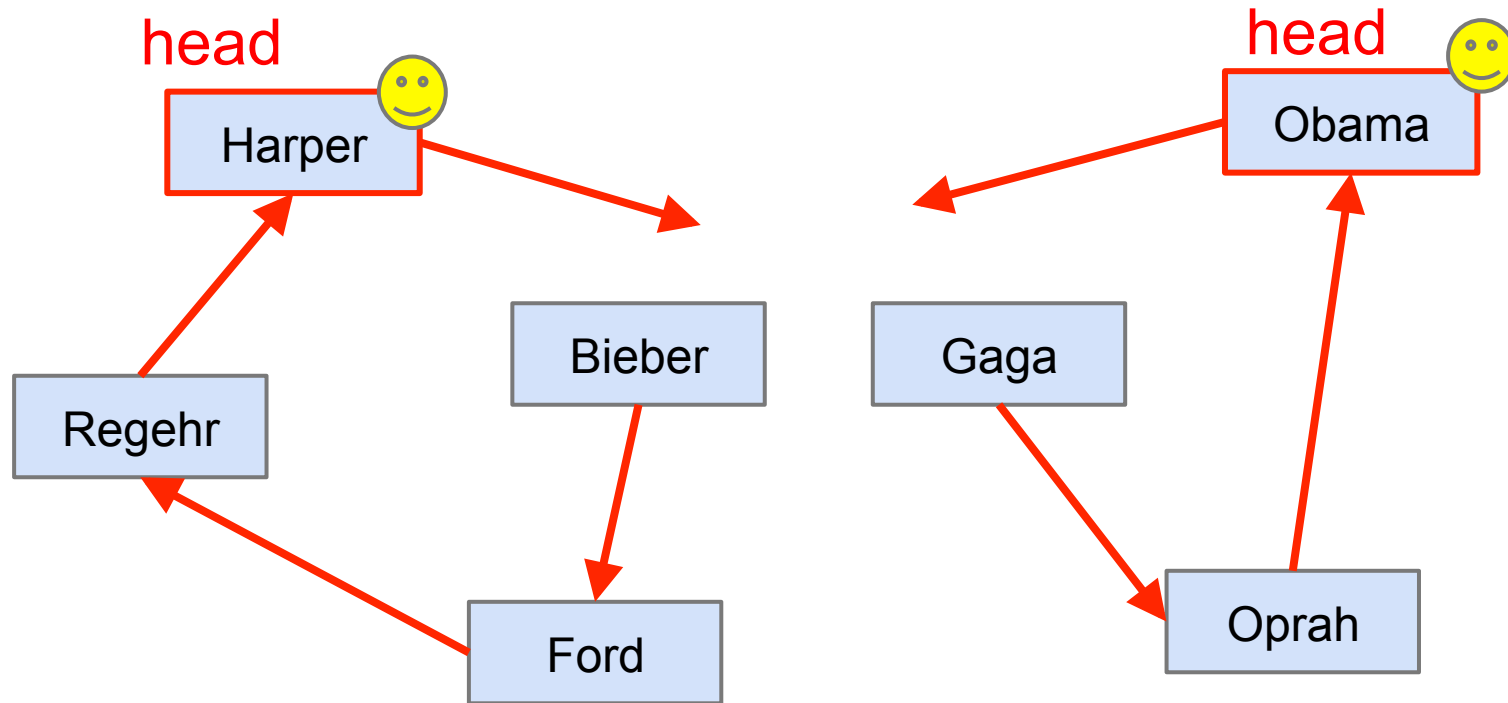 head
head
Harper
Obama
Bieber
Gaga
Regehr
Ford
Oprah